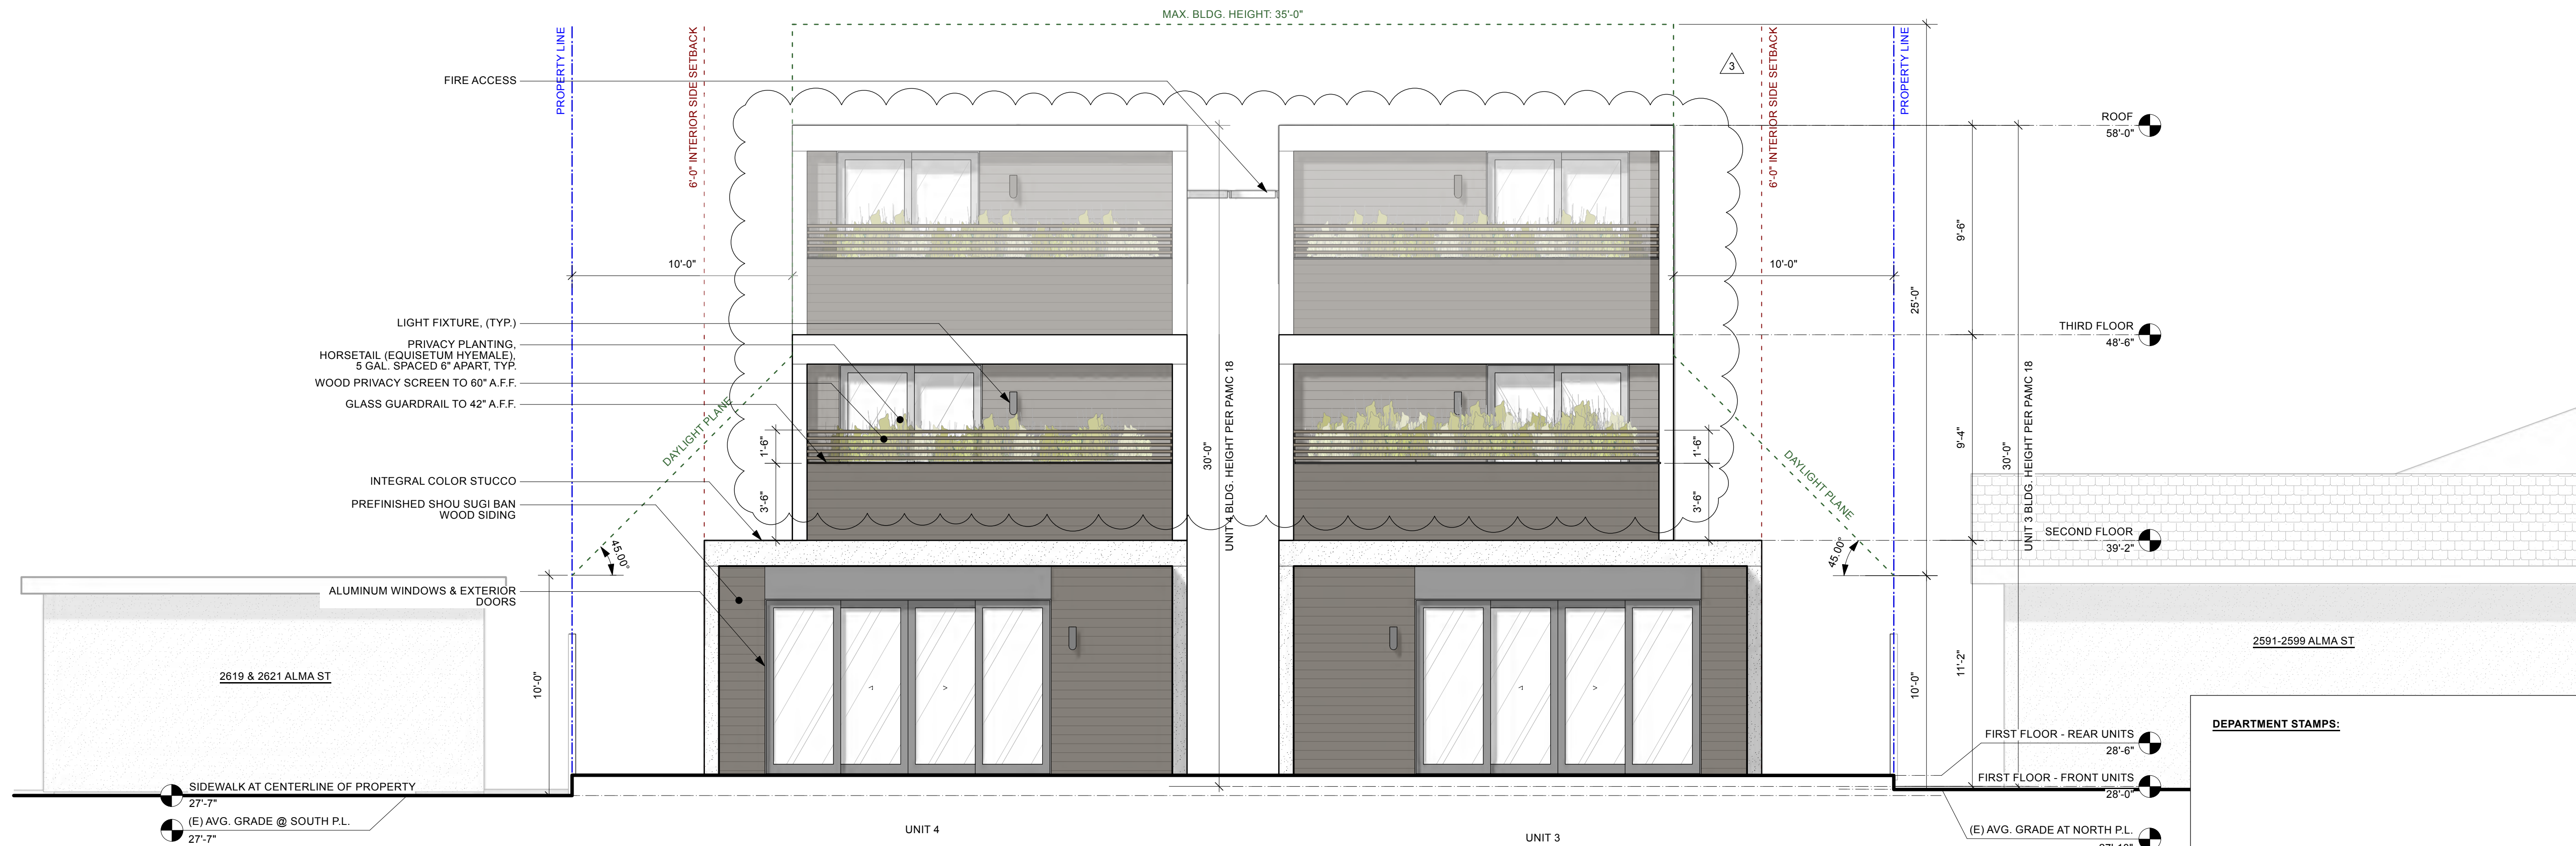 MAX. BLDG. HEIGHT: 35'-0"
PROPERTY LINE
6'-0" INTERIOR SIDE SETBACK
3
6'-0" INTERIOR SIDE SETBACK
PROPERTY LINE
FIRE ACCESS
ROOF
58'-0"
9'-6"
10'-0"
10'-0"
25'-0"
LIGHT FIXTURE, (TYP.)
PRIVACY PLANTING,
HORSETAIL (EQUISETUM HYEMALE),
5 GAL. SPACED 6" APART, TYP.
WOOD PRIVACY SCREEN TO 60" A.F.F.
GLASS GUARDRAIL TO 42" A.F.F.
INTEGRAL COLOR STUCCO
PREFINISHED SHOU SUGI BAN
WOOD SIDING
ALUMINUM WINDOWS & EXTERIOR
DOORS
THIRD FLOOR
48'-6"
DAYLIGHT PLANE
45.00°
1'-6"
3'-6"
30'-0"
UNIT 4 BLDG. HEIGHT PER PAMC 18
1'-6"
3'-6"
DAYLIGHT PLANE
45.00°
9'-4"
30'-0"
UNIT 3 BLDG. HEIGHT PER PAMC 18
SECOND FLOOR
39'-2"
2619 & 2621 ALMA ST
10'-0"
10'-0"
11'-2"
2591-2599 ALMA ST
DEPARTMENT STAMPS:
FIRST FLOOR - REAR UNITS
28'-6"
FIRST FLOOR - FRONT UNITS
28'-0"
SIDEWALK AT CENTERLINE OF PROPERTY
27'-7"
(E) AVG. GRADE @ SOUTH P.L.
27'-7"
UNIT 4
UNIT 3
(E) AVG. GRADE AT NORTH P.L.